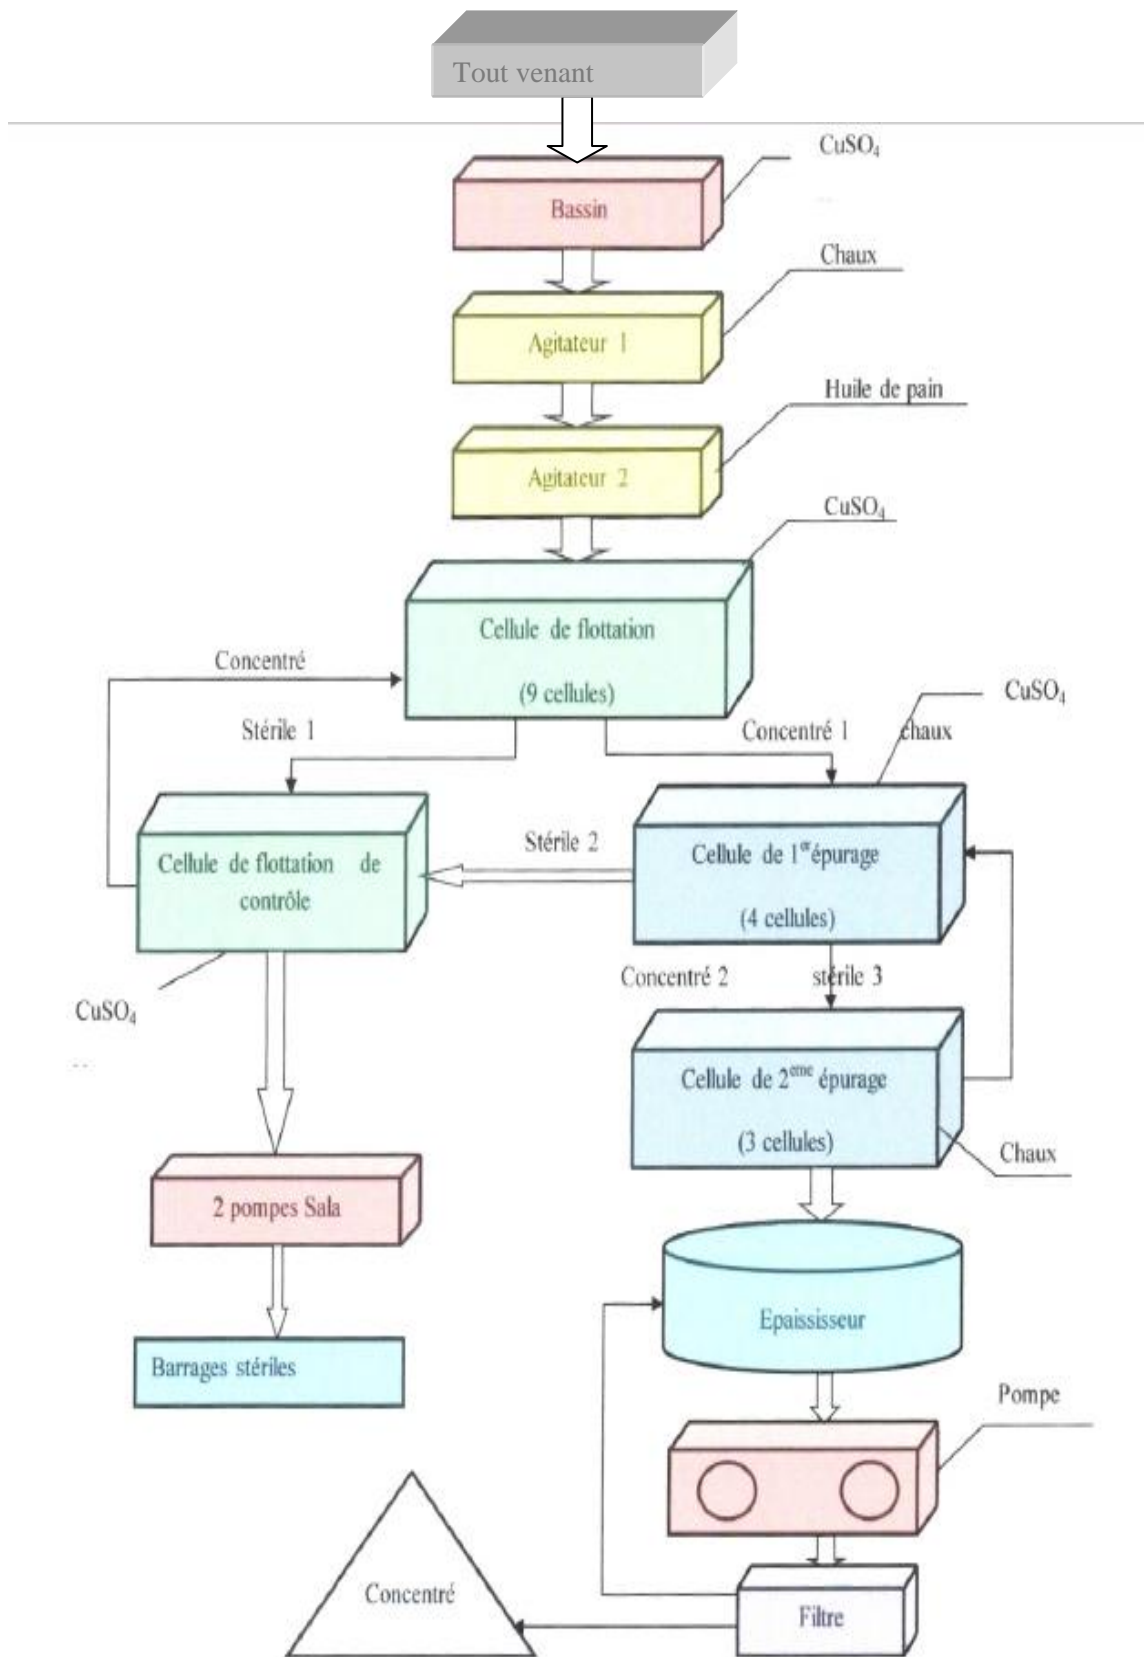 Tout venant
CuSO₄
Bassin
Chaux
Agitateur 1
Huile de pain
Agitateur 2
CuSO₄
Cellule de flottation
(9 cellules)
Concentré
CuSO₄
Stérile 1
Concentré 1 chaux
Cellule de flottation de
contrôle
Stérile 2
Cellule de 1er épurage
(4 cellules)
CuSO₄
Concentré 2 stérile 3
Cellule de 2eme épurage
(3 cellules)
Chaux
2 pompes Sala
Epaississeur
Barrages stériles
Pompe
Concentré
Filtre